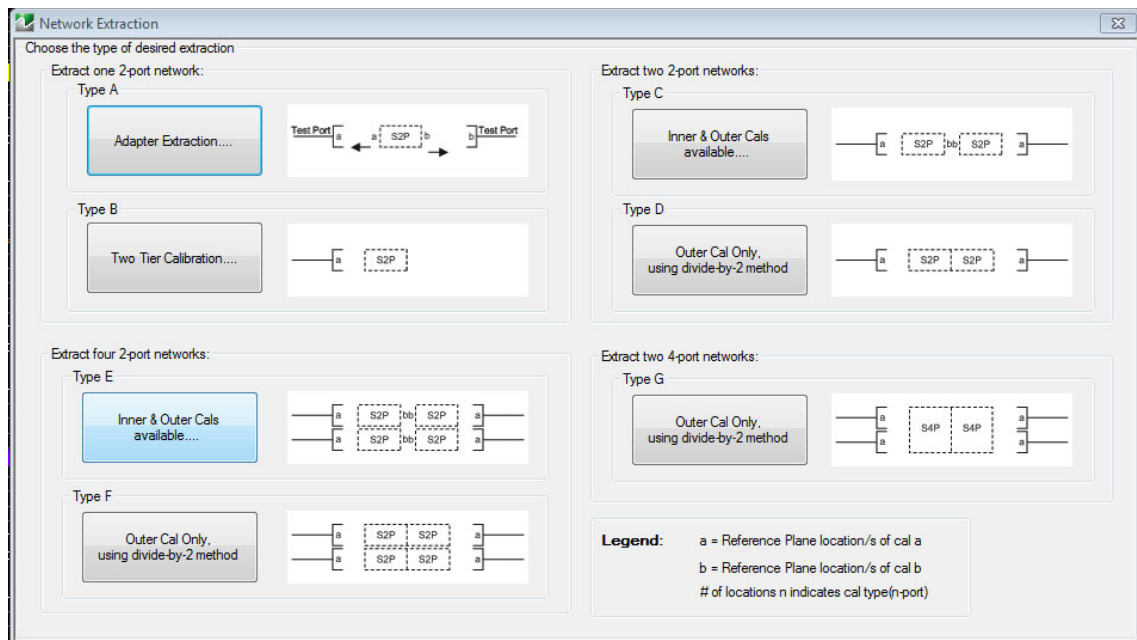 Network Extraction
Choose the type of desired extraction
Extract one 2-port network:
Type A
Adapter Extraction....
Test Port a a S2P b b Test Port
Type B
Two Tier Calibration....
a S2P
Extract two 2-port networks:
Type C
Inner & Outer Cals
available....
a S2P bb S2P a
Type D
Outer Cal Only,
using divide-by-2 method
a S2P S2P a
Extract four 2-port networks:
Type E
Inner & Outer Cals
available....
a S2P bb S2P a
a S2P bb S2P a
Type F
Outer Cal Only,
using divide-by-2 method
a S2P S2P a
a S2P S2P a
Extract two 4-port networks:
Type G
Outer Cal Only,
using divide-by-2 method
a S4P S4P a
a a
Legend: a = Reference Plane location/s of cal a
b = Reference Plane location/s of cal b
# of locations n indicates cal type(n-port)